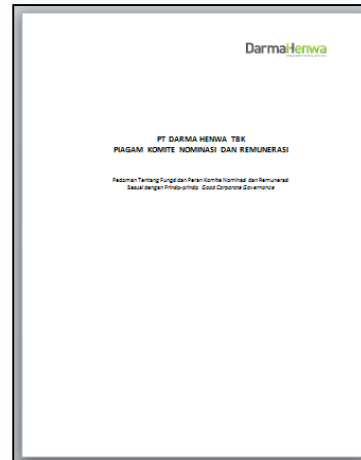 DarmaHenwa
PT DARMA HENWA TBK
PIAGAM KOMITE NOMINASI DAN REMUNERASI
Pedoman Tentang Fungsi dan Peran Komite Nominasi dan Remunerasi
Sesuai dengan Prinsip-prinsip Good Corporate Governance